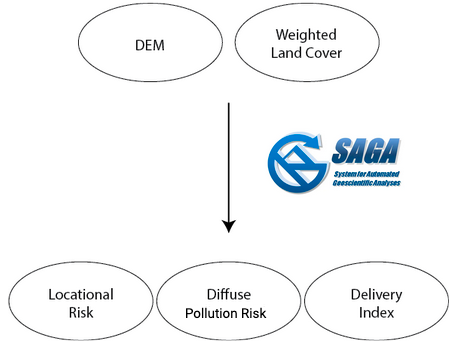 DEM
Weighted
Land Cover
SAGA
System for Automated
Geoscientific Analyses
Locational
Risk
Diffuse
Pollution Risk
Delivery
Index